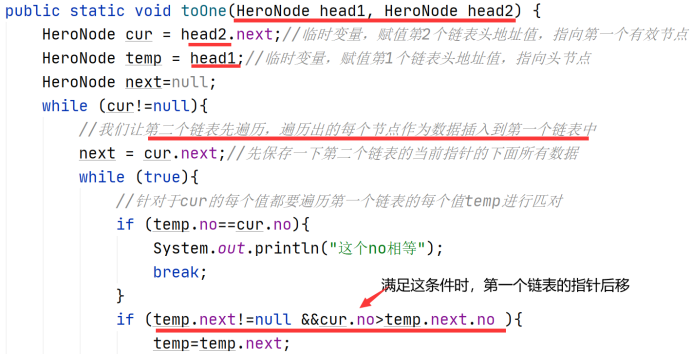 public static void toOne(HeroNode head1, HeroNode head2) {
HeroNode cur = head2.next;//临时变量，赋值第2个链表头地址值，指向第一个有效节点
HeroNode temp = head1;//临时变量，赋值第1个链表头地址值，指向头节点
HeroNode next=null;
while (cur!=null){
//我们让第二个链表先遍历，遍历出的每个节点作为数据插入到第一个链表中
next = cur.next;//先保存一下第二个链表的当前指针的下面所有数据
while (true){
//针对于cur的每个值都要遍历第一个链表的每个值temp进行匹对
if (temp.no==cur.no){
System.out.println("这个no相等");
break;
}
满足这条件时，第一个链表的指针后移
if (temp.next!=null &&cur.no>temp.next.no ){
temp=temp.next;